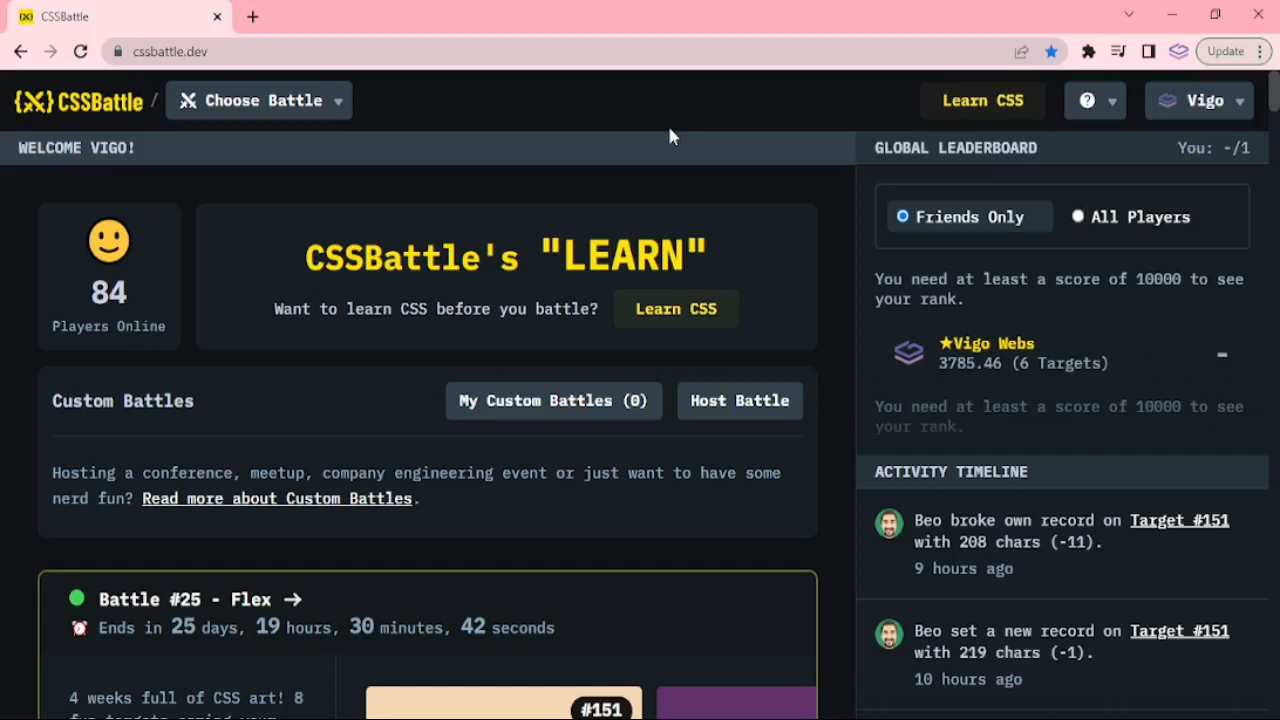 CSSBattle
cssbattle.dev
Update
{X} CSSBattle / Choose Battle
Learn CSS
Vigo
WELCOME VIGO!
84
Players Online
CSSBattle's "LEARN"
Want to learn CSS before you battle? Learn CSS
Custom Battles
My Custom Battles (0)
Host Battle
Hosting a conference, meetup, company engineering event or just want to have some
nerd fun? Read more about Custom Battles.
Battle #25 - Flex →
Ends in 25 days, 19 hours, 30 minutes, 42 seconds
4 weeks full of CSS art! 8
fun targets coming your
#151
GLOBAL LEADERBOARD
You: -/1
Friends Only
All Players
You need at least a score of 10000 to see
your rank.
★Vigo Webs
3785.46 (6 Targets)
-
You need at least a score of 10000 to see
your rank.
ACTIVITY TIMELINE
Beo broke own record on Target #151
with 208 chars (-11).
9 hours ago
Beo set a new record on Target #151
with 219 chars (-1).
10 hours ago